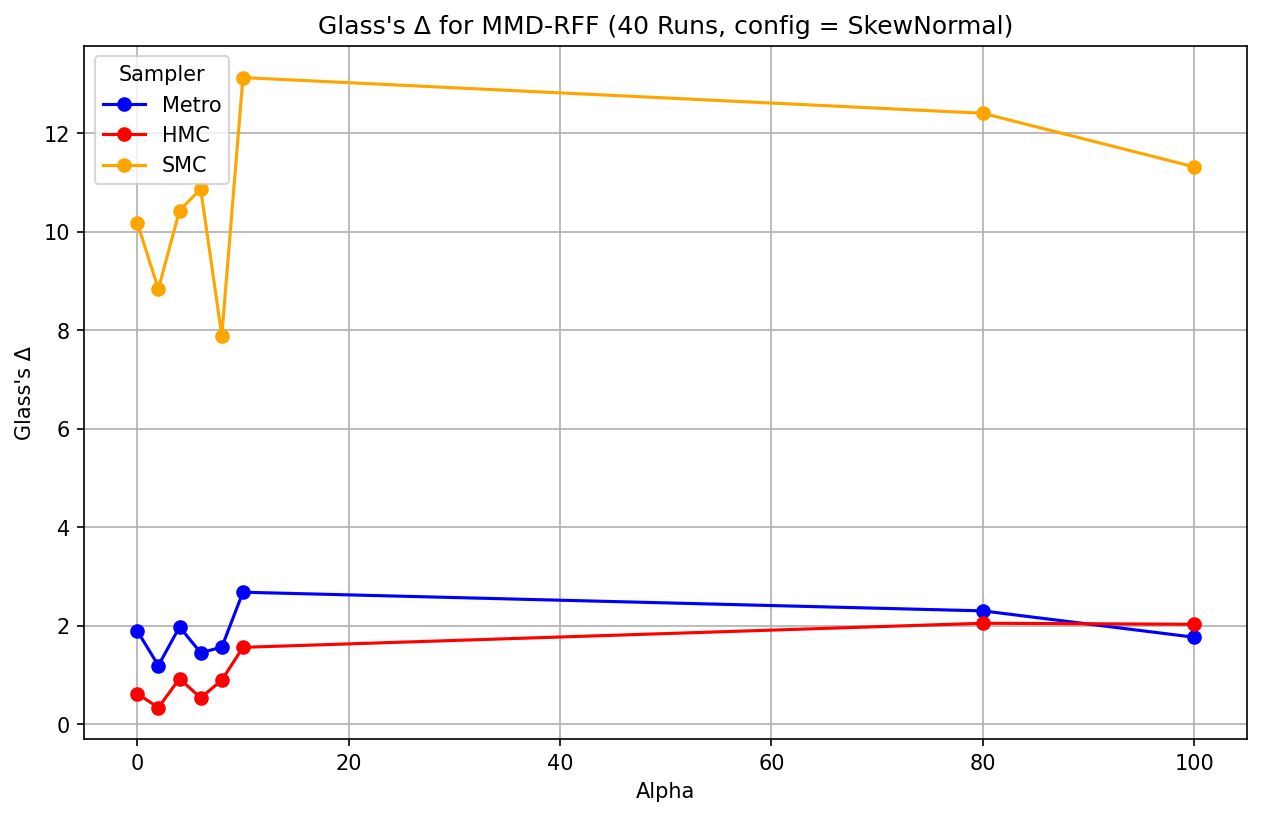 Glass's Δ for MMD-RFF (40 Runs, config = SkewNormal)
Sampler
Metro
HMC
SMC
12
10
8
6
4
2
0
Glass's Δ
0 20 40 60 80 100
Alpha